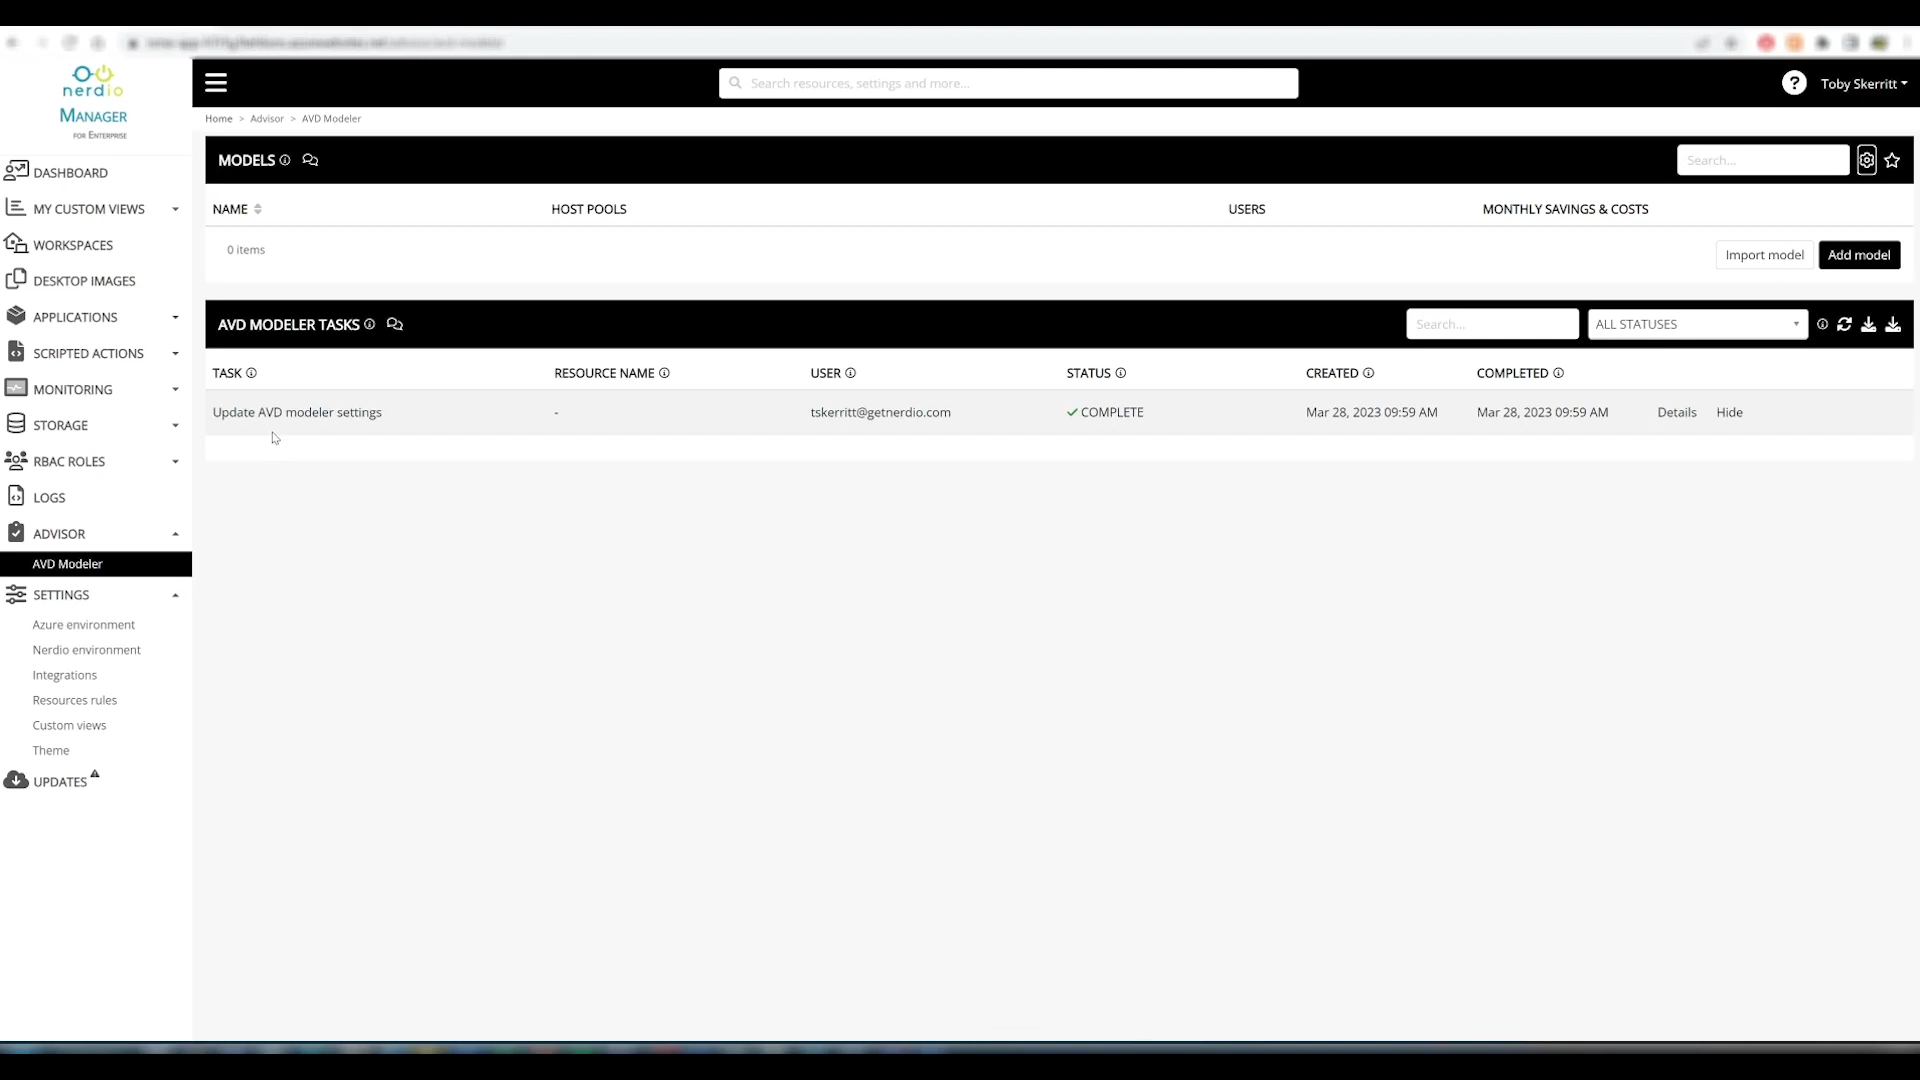 nerdio
MANAGER
FOR ENTERPRISE
Search resources, settings and more...
?
Toby Skerritt
Home > Advisor > AVD Modeler
DASHBOARD
MY CUSTOM VIEWS
WORKSPACES
DESKTOP IMAGES
APPLICATIONS
SCRIPTED ACTIONS
MONITORING
STORAGE
RBAC ROLES
LOGS
ADVISOR
AVD Modeler
SETTINGS
Azure environment
Nerdio environment
Integrations
Resources rules
Custom views
Theme
UPDATES
MODELS
Search...
NAME HOST POOLS USERS MONTHLY SAVINGS & COSTS
0 items
Import model Add model
AVD MODELER TASKS
Search... ALL STATUSES
TASK RESOURCE NAME USER STATUS CREATED COMPLETED
Update AVD modeler settings - tskerritt@getnerdio.com COMPLETE Mar 28, 2023 09:59 AM Mar 28, 2023 09:59 AM Details Hide